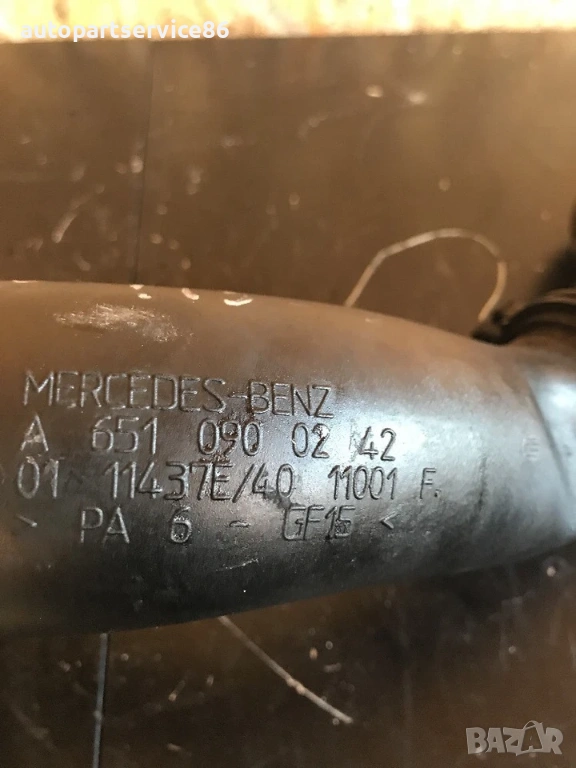 autopartservice86
MERCEDES-BENZ
A 651 090 02 42
01 11437E/40 11001 F.
> PA 6 - GF15 <
BAZAR